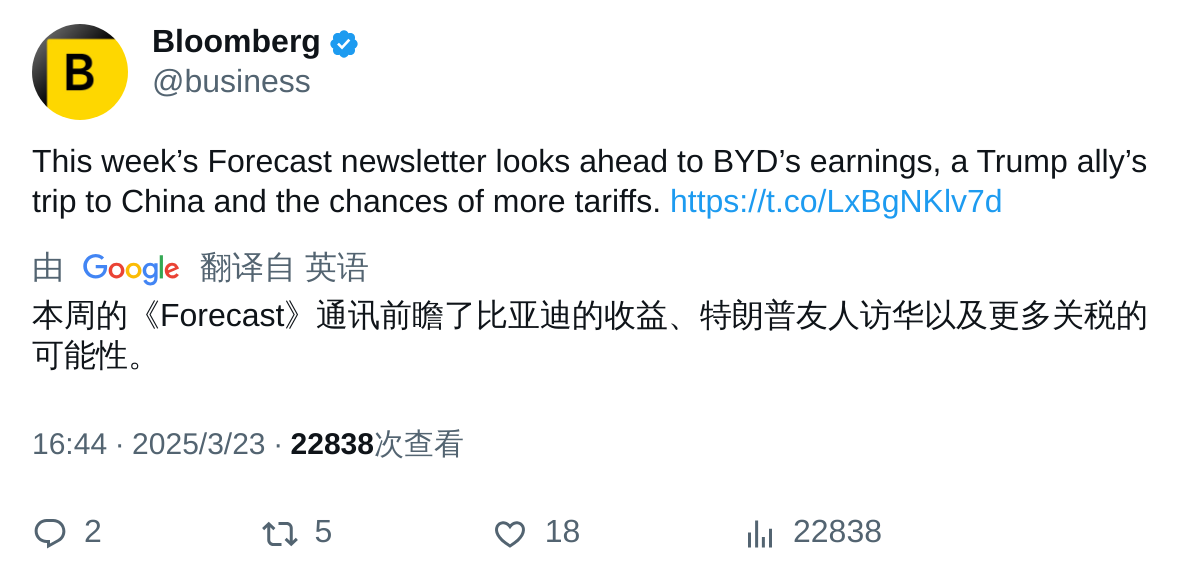 B
Bloomberg
@business
This week’s Forecast newsletter looks ahead to BYD’s earnings, a Trump ally’s
trip to China and the chances of more tariffs. https://t.co/LxBgNKlv7d
由 Google 翻译自 英语
本周的《Forecast》通讯前瞻了比亚迪的收益、特朗普友人访华以及更多关税的
可能性。
16:44 · 2025/3/23 · 22838次查看
2 5 18 22838